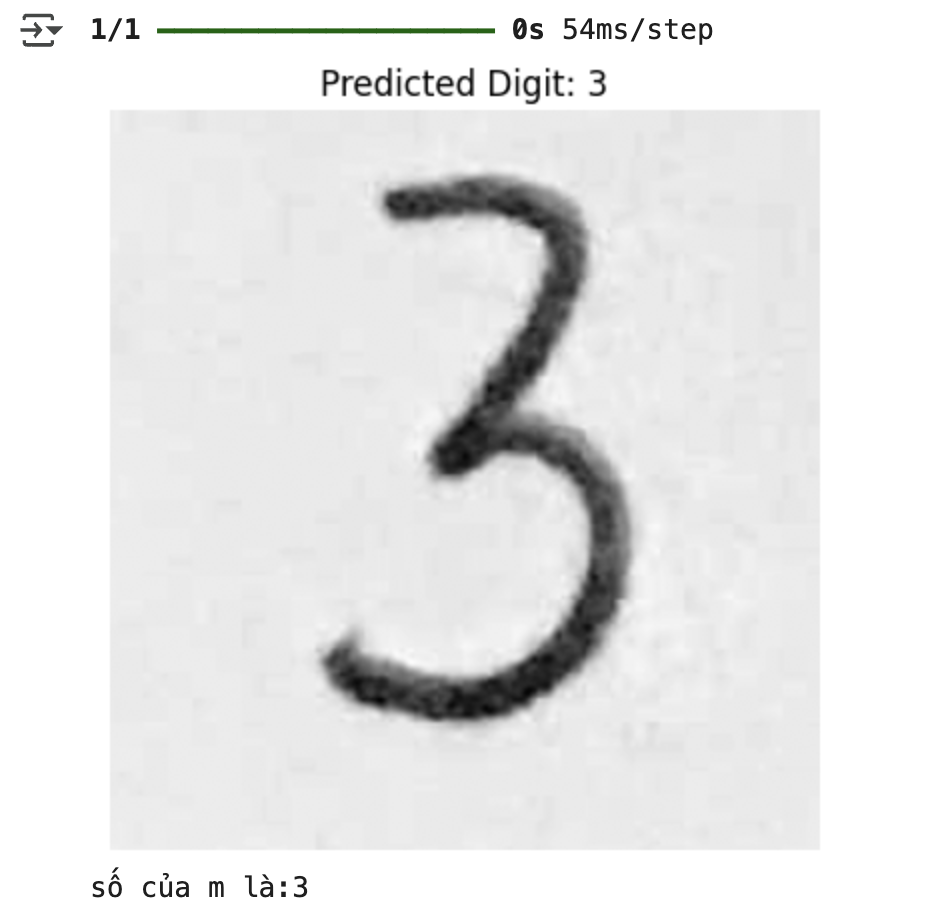 1/1 0s 54ms/step
Predicted Digit: 3
3
số của m là:3